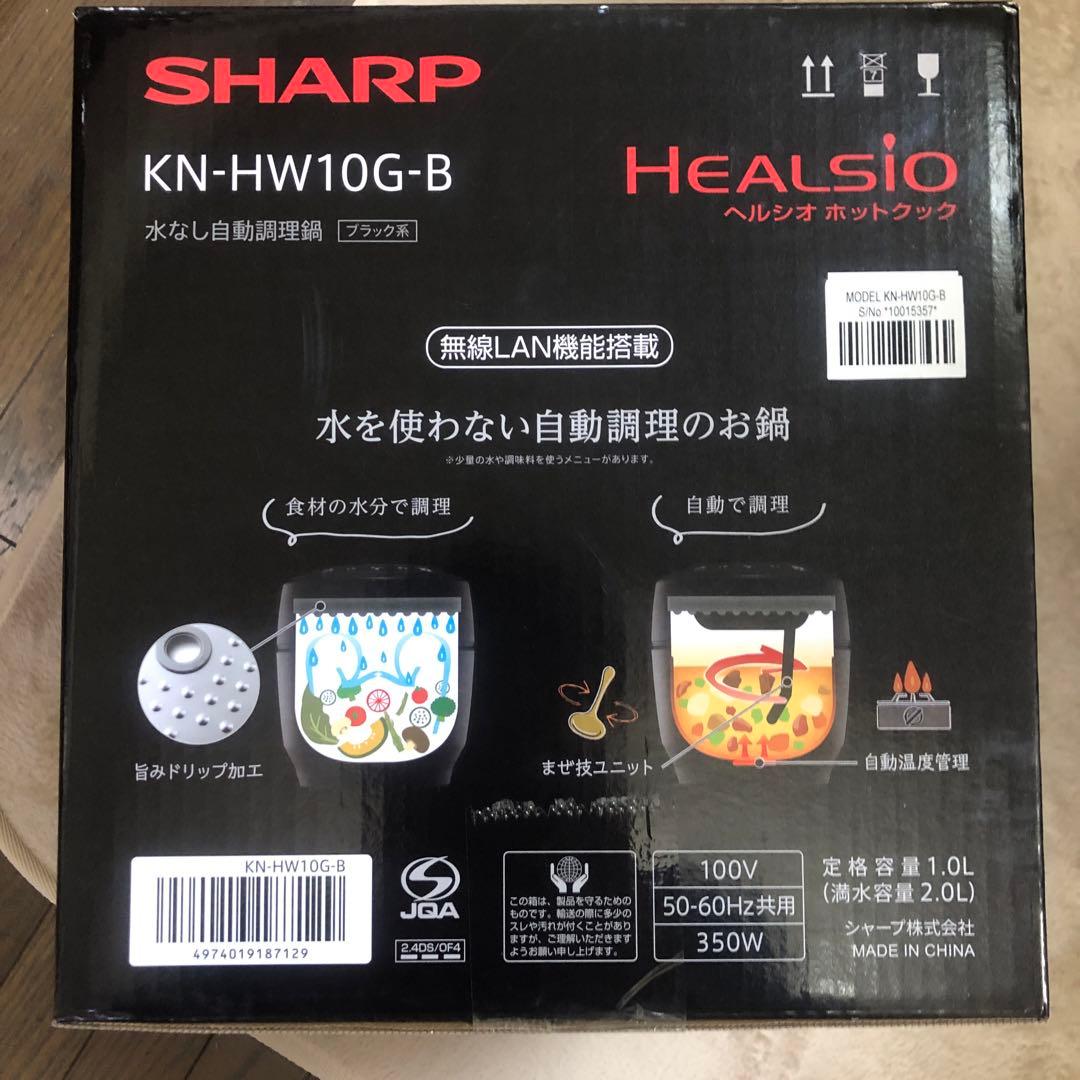 SHARP
KN-HW10G-B
水なし自動調理鍋 ブラック系
7
HEALSiO
ヘルシオ ホットクック
MODEL KN-HW10G-B
S/No *10015357*
無線LAN機能搭載
水を使わない自動調理のお鍋
※少量の水や調味料を使うメニューがあります。
食材の水分で調理
自動で調理
旨みドリップ加工
まぜ技ユニット
自動温度管理
KN-HW10G-B
4974019187129
JQA
2.4DS/OF4
この箱は、製品を守るための
ものです。輸送の際に多少の
スレや汚れが付くことがあり
ますが、ご理解いただきます
ようお願い申し上げます。
100V
50-60Hz共用
350W
定格容量1.0L
(満水容量2.0L)
シャープ株式会社
MADE IN CHINA